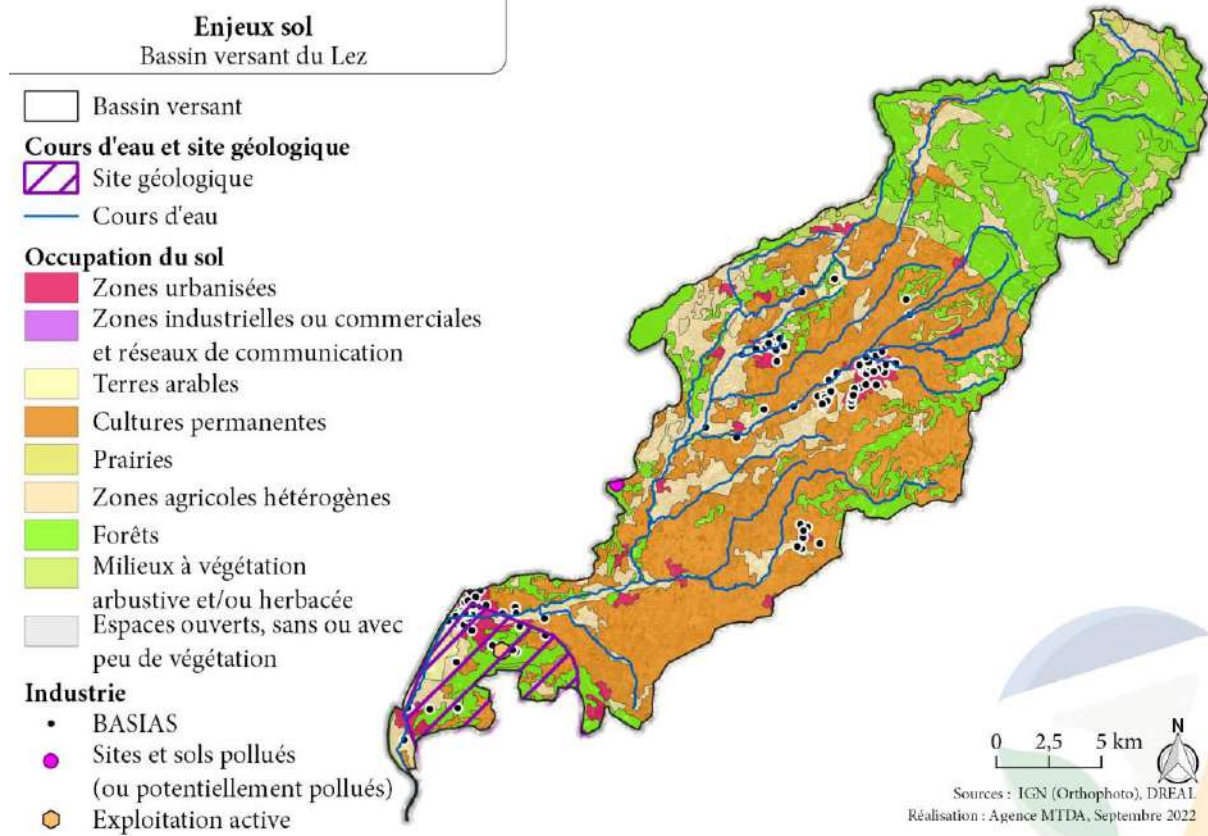 Enjeux sol
Bassin versant du Lez
Bassin versant
Cours d'eau et site géologique
Site géologique
Cours d'eau
Occupation du sol
Zones urbanisées
Zones industrielles ou commerciales
et réseaux de communication
Terres arables
Cultures permanentes
Prairies
Zones agricoles hétérogènes
Forêts
Milieux à végétation
arbustive et/ou herbacée
Espaces ouverts, sans ou avec
peu de végétation
Industrie
BASIAS
Sites et sols pollués
(ou potentiellement pollués)
Exploitation active
0 2,5 5 km
N
Sources : IGN (Orthophoto), DREAL
Réalisation : Agence MTDA, Septembre 2022